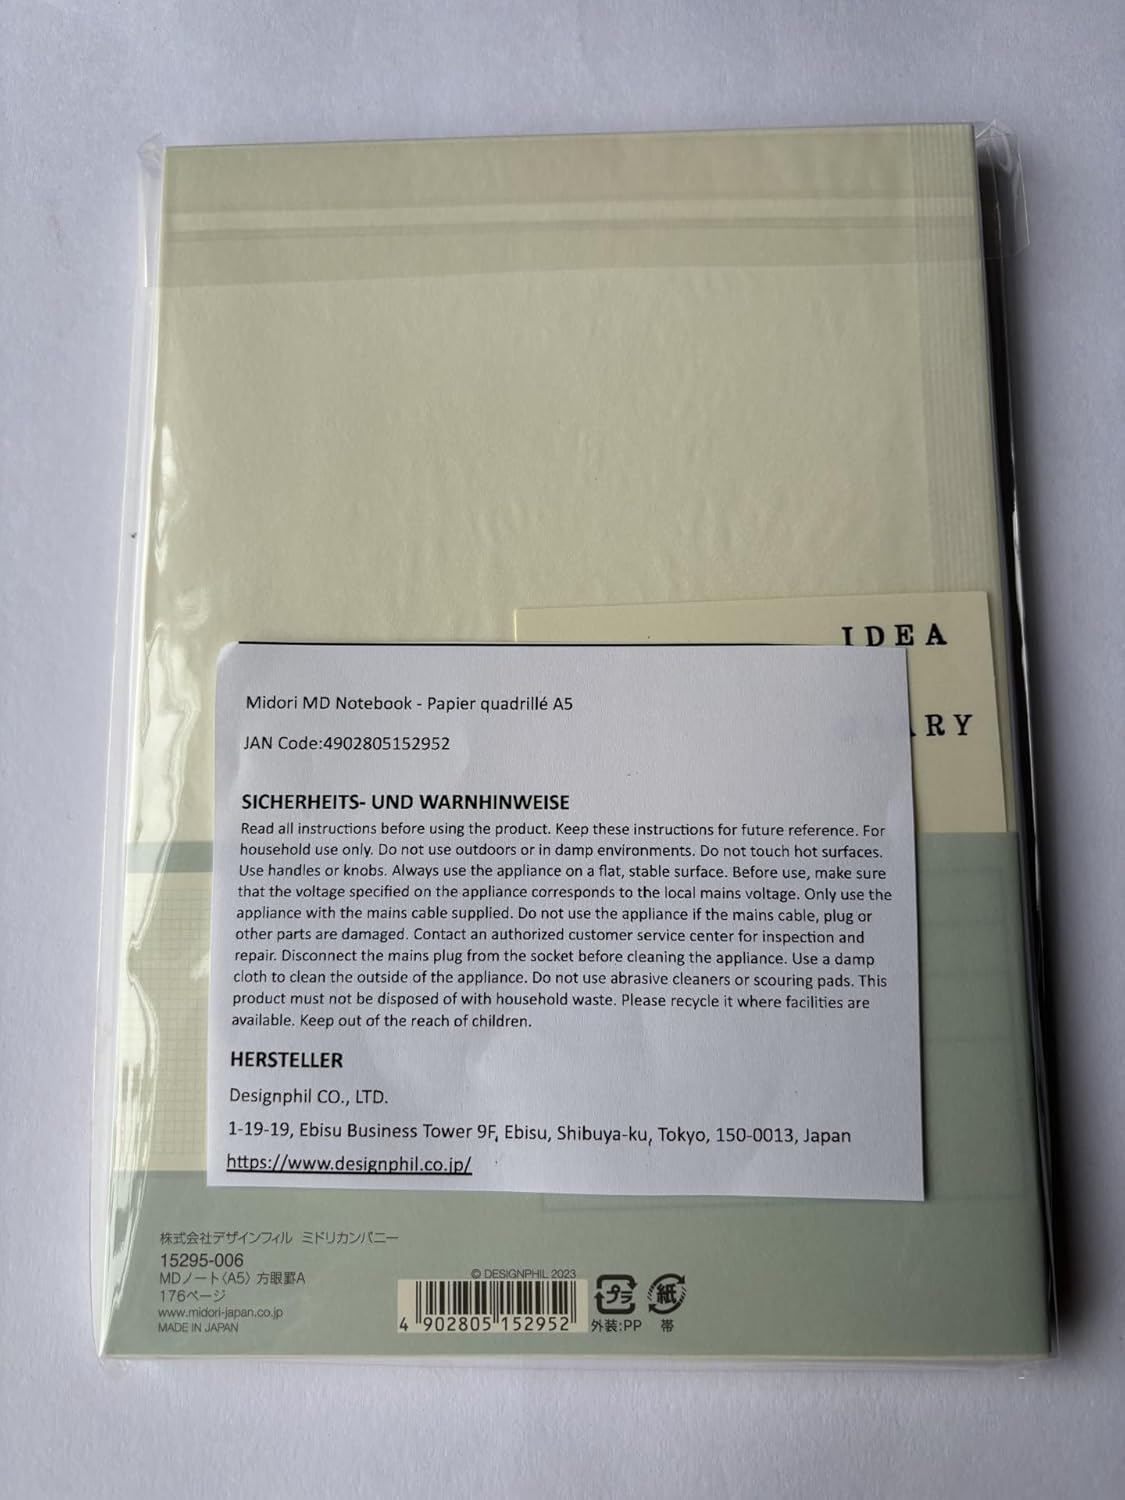 IDEA
ARY
Midori MD Notebook - Papier quadrillé A5
JAN Code:4902805152952
SICHERHEITS- UND WARNHINWEISE
Read all instructions before using the product. Keep these instructions for future reference. For
household use only. Do not use outdoors or in damp environments. Do not touch hot surfaces.
Use handles or knobs. Always use the appliance on a flat, stable surface. Before use, make sure
that the voltage specified on the appliance corresponds to the local mains voltage. Only use the
appliance with the mains cable supplied. Do not use the appliance if the mains cable, plug or
other parts are damaged. Contact an authorized customer service center for inspection and
repair. Disconnect the mains plug from the socket before cleaning the appliance. Use a damp
cloth to clean the outside of the appliance. Do not use abrasive cleaners or scouring pads. This
product must not be disposed of with household waste. Please recycle it where facilities are
available. Keep out of the reach of children.
HERSTELLER
Designphil CO., LTD.
1-19-19, Ebisu Business Tower 9F, Ebisu, Shibuya-ku, Tokyo, 150-0013, Japan
https://www.designphil.co.jp/
株式会社デザインフィル ミドリカンパニー
15295-006
MDノート〈A5〉 方眼罫A
176ページ
www.midori-japan.co.jp
MADE IN JAPAN
© DESIGNPHIL 2023
4 902805 152952
プラ
外装:PP
紙
帯